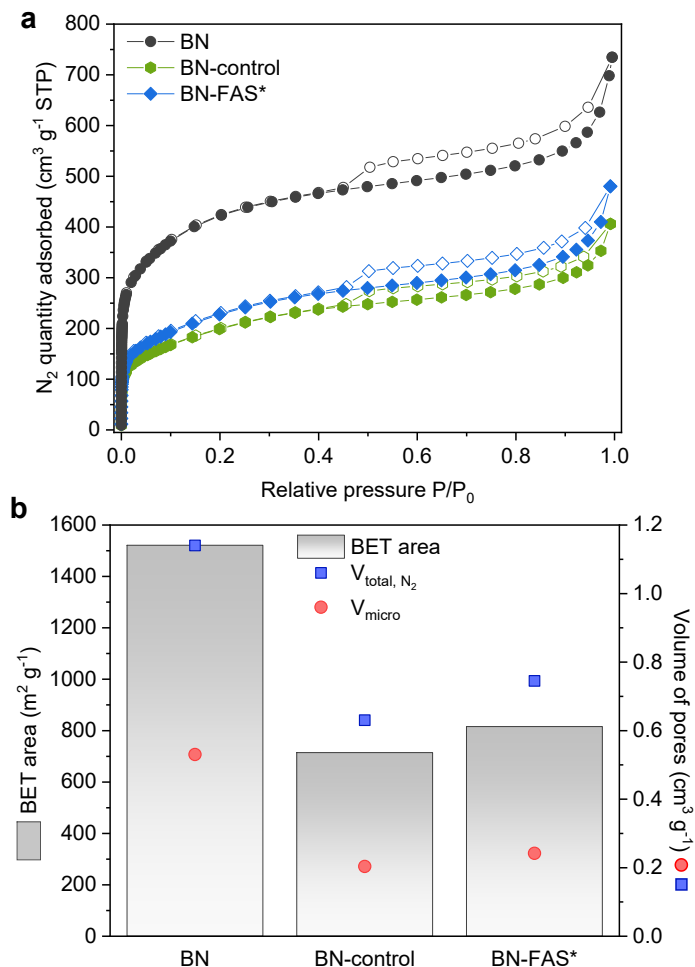 a
N2 quantity adsorbed (cm3 g-1 STP)
800
700
600
500
400
300
200
100
0
BN
BN-control
BN-FAS*
0.0 0.2 0.4 0.6 0.8 1.0
Relative pressure P/P0
b
BET area (m2 g-1)
1600
1400
1200
1000
800
600
400
200
0
BET area
Vtotal, N2
Vmicro
1.2
1.0
0.8
0.6
0.4
0.2
0.0
Volume of pores (cm3 g-1)
BN BN-control BN-FAS*